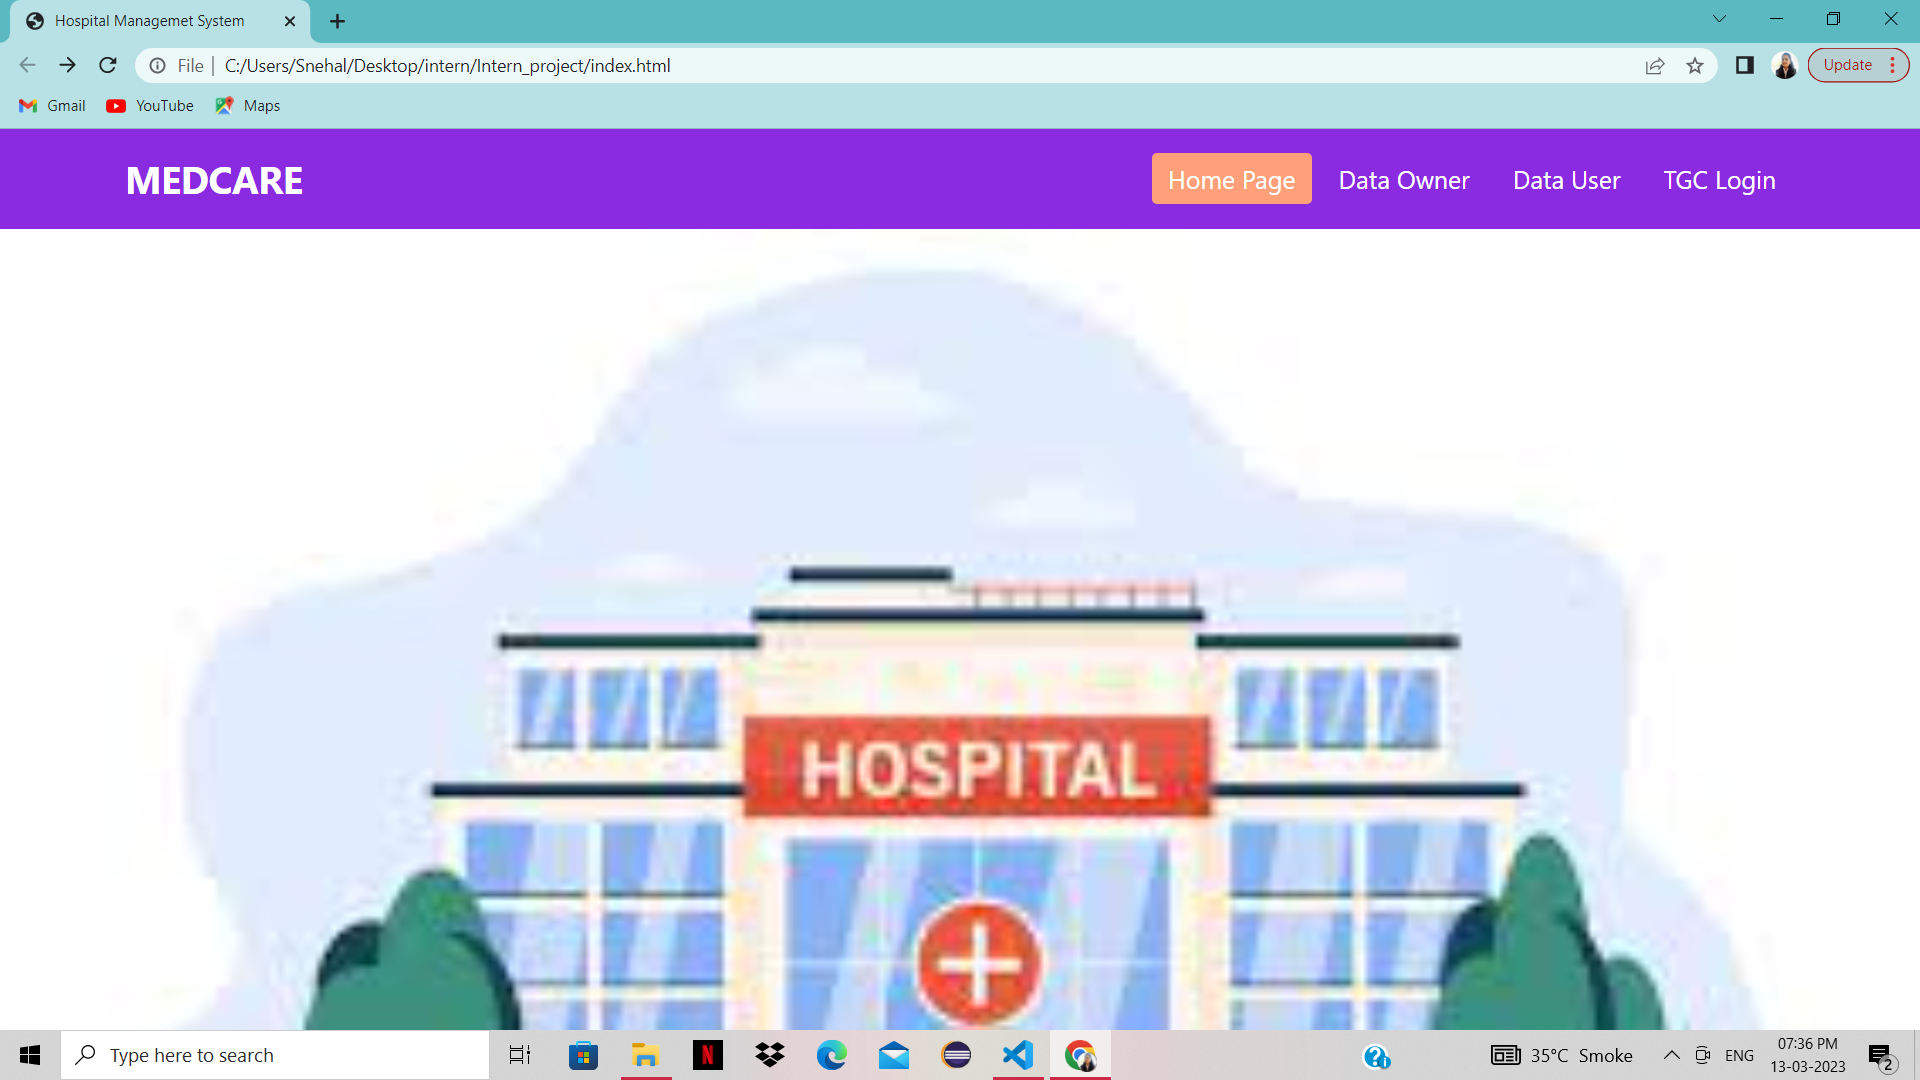 Hospital Managemet System
File | C:/Users/Snehal/Desktop/intern/Intern_project/index.html
Update
Gmail YouTube Maps
MEDCARE Home Page Data Owner Data User TGC Login
HOSPITAL
Type here to search
N
35°C Smoke
ENG
07:36 PM
13-03-2023
2